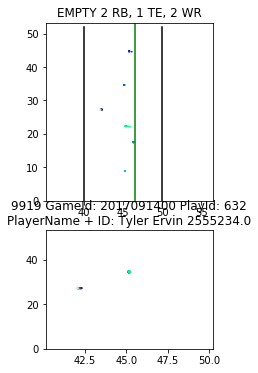 EMPTY 2 RB, 1 TE, 2 WR
50
40
30
20
10
0
40 45 50 55
9919 GameId: 2017091400 PlayId: 632
PlayerName + ID: Tyler Ervin 2555234.0
40
20
0
42.5 45.0 47.5 50.0